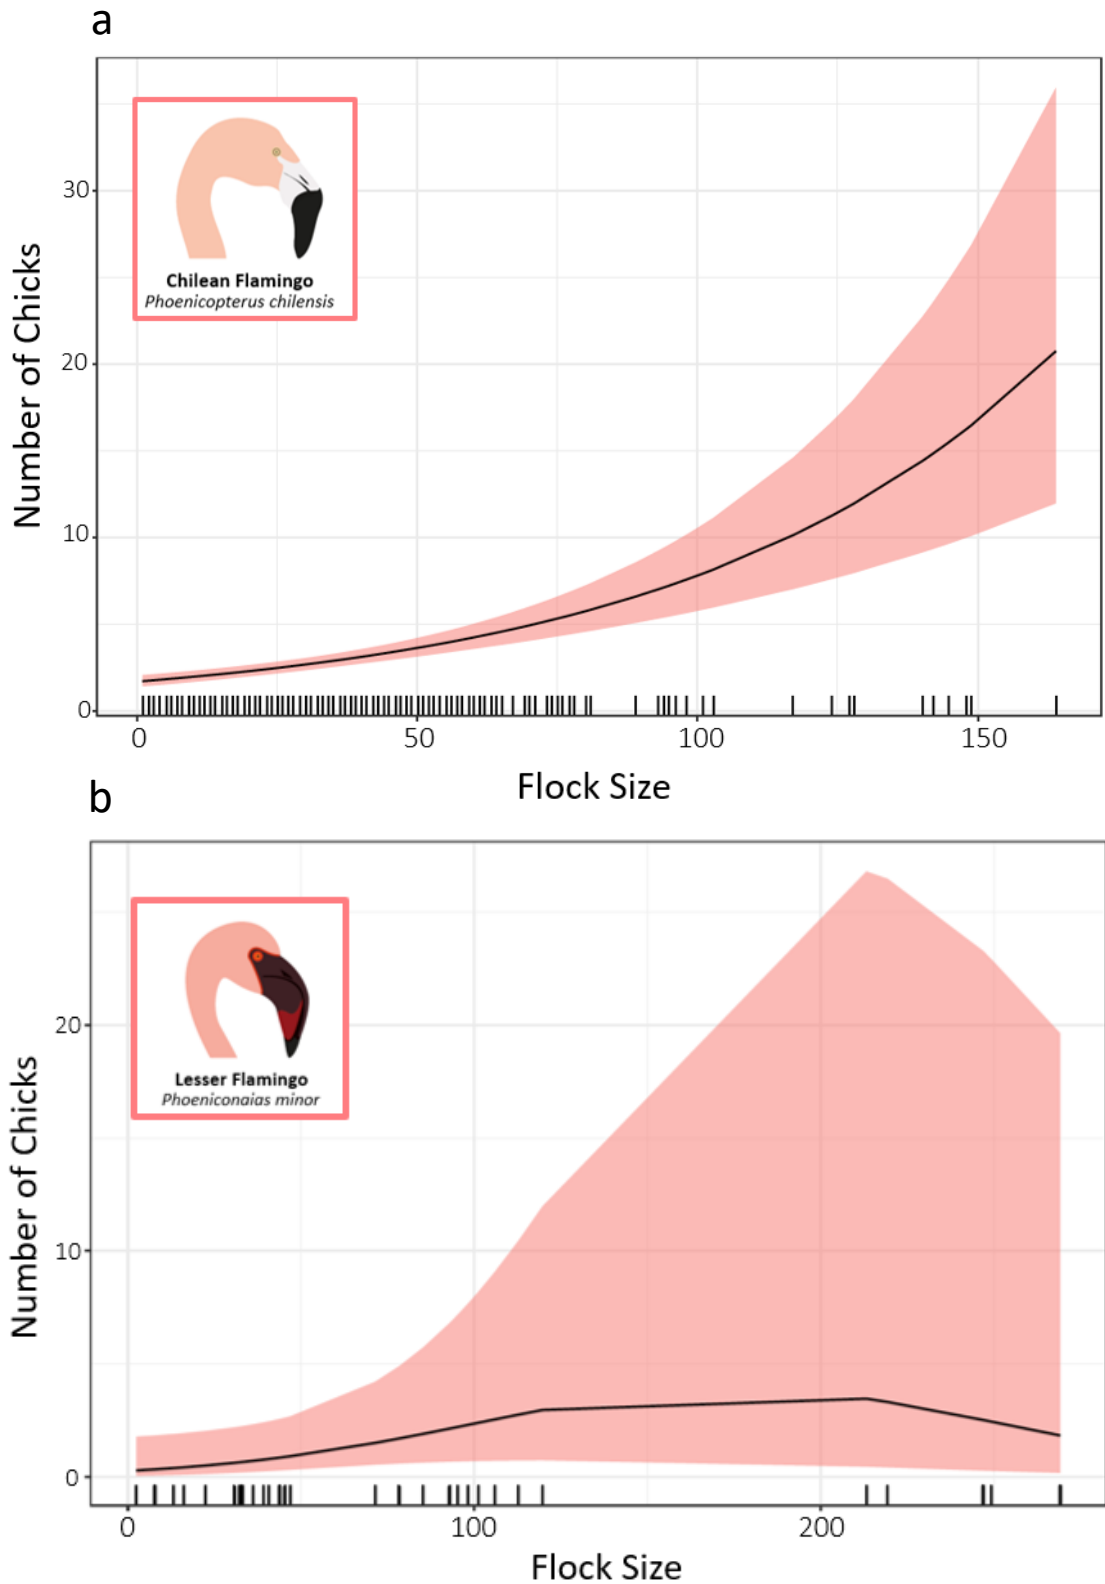 a
Number of Chicks
30
20
10
0
Chilean Flamingo
Phoenicopterus chilensis
0 50 100 150
Flock Size
b
Number of Chicks
20
10
0
Lesser Flamingo
Phoeniconaias minor
0 100 200
Flock Size